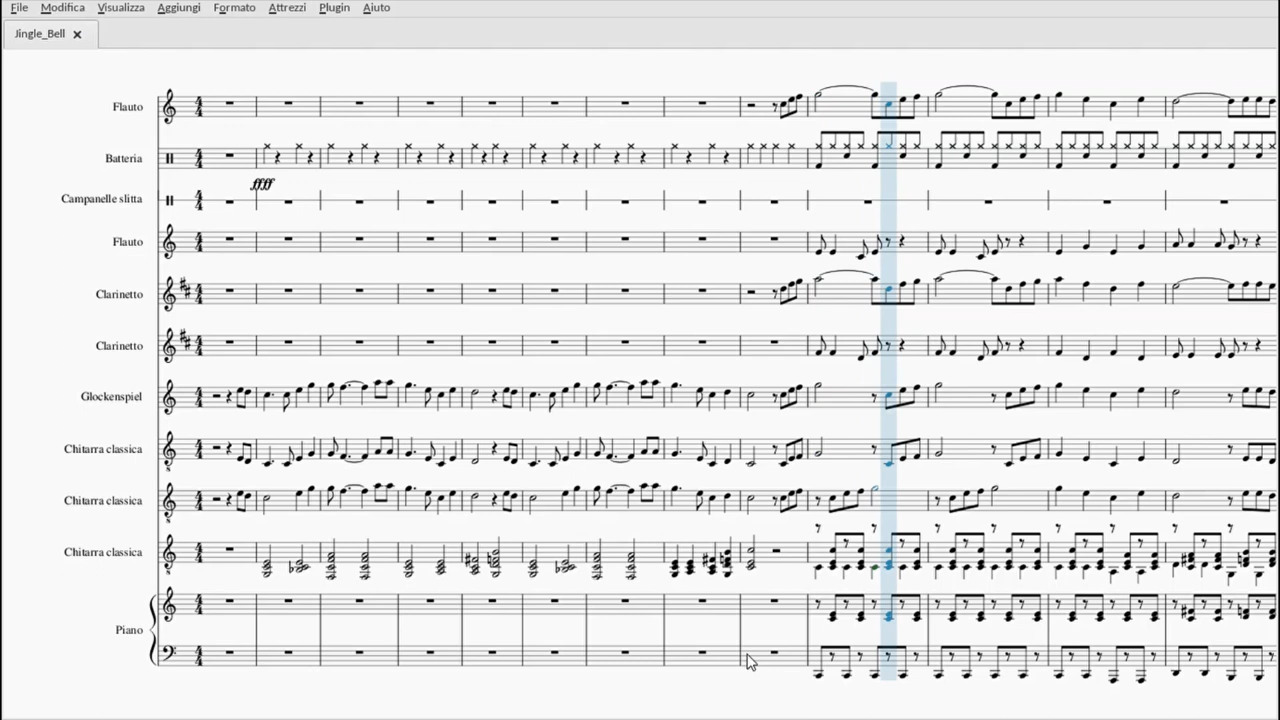 File Modifica Visualizza Aggiungi Formato Attrezzi Plugin Aiuto
Jingle_Bell
Flauto
Batteria
ffff
Campanelle slitta
Flauto
Clarinetto
Clarinetto
Glockenspiel
Chitarra classica
Chitarra classica
Chitarra classica
Piano